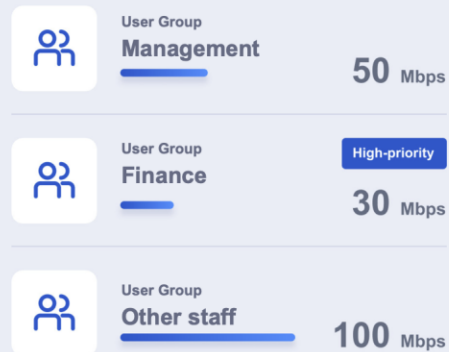 User Group
Management
50 Mbps
User Group
High-priority
Finance
30 Mbps
User Group
Other staff
100 Mbps